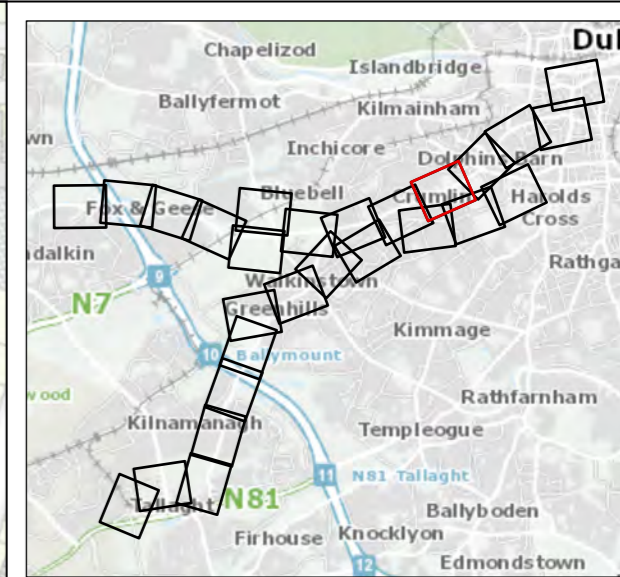 Dul
Chapelizod
Islandbridge
Ballyfermot
Kilmainham
wn
Inchicore
Dolphins Barn
Bluebell
Crumlin
Harolds
Cross
Fox & Geese
ndalkin
Rathga
9
Walkinstown
N7
Greenhills
Kimmage
10
Ballymount
wood
Rathfarnham
Kilnamanagh
Templeogue
11
N81 Tallaght
Tallaght
N81
Ballyboden
Firhouse
Knocklyon
12
Edmondstown